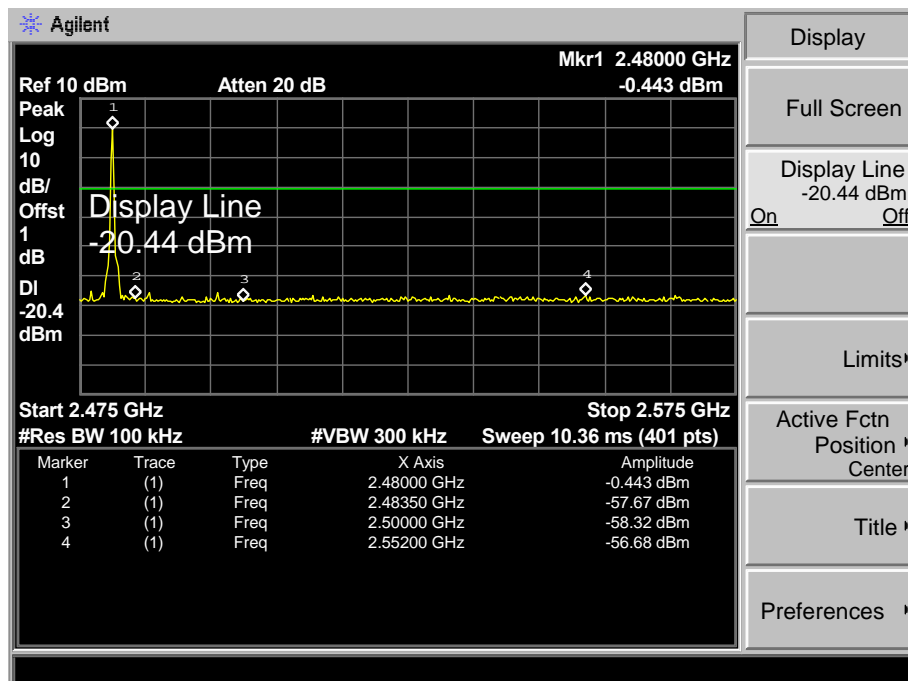 Agilent
Mkr1 2.48000 GHz
Ref 10 dBm Atten 20 dB -0.443 dBm
Peak
Log
10
dB/
Offst
1
dB
DI
-20.4
dBm
1
Display Line
-20.44 dBm
2 3 4
Start 2.475 GHz Stop 2.575 GHz
#Res BW 100 kHz #VBW 300 kHz Sweep 10.36 ms (401 pts)
Marker Trace Type X Axis Amplitude
1 (1) Freq 2.48000 GHz -0.443 dBm
2 (1) Freq 2.48350 GHz -57.67 dBm
3 (1) Freq 2.50000 GHz -58.32 dBm
4 (1) Freq 2.55200 GHz -56.68 dBm
Display
Full Screen
Display Line
-20.44 dBm
On Off
Limits
Active Fctn
Position
Center
Title
Preferences